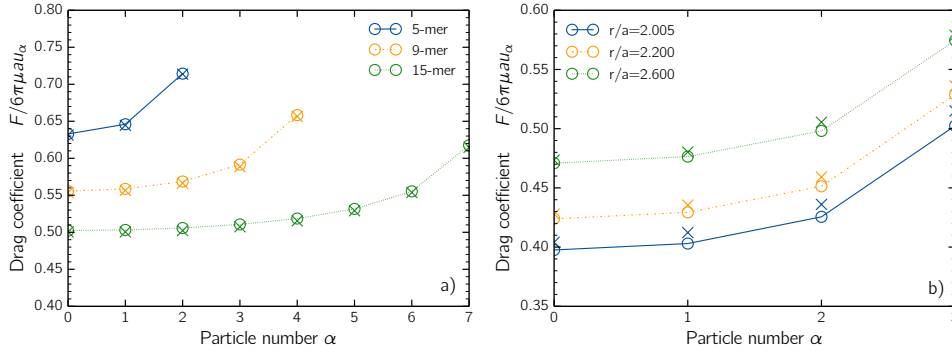 0.80
0.75
0.70
0.65
0.60
0.55
0.50
0.45
0.40
Drag coefficient F/6πμau_α
0 1 2 3 4 5 6 7
Particle number α
5-mer
9-mer
15-mer
a)
0.60
0.55
0.50
0.45
0.40
0.35
Drag coefficient F/6πμau_α
0 1 2 3
Particle number α
r/a=2.005
r/a=2.200
r/a=2.600
b)